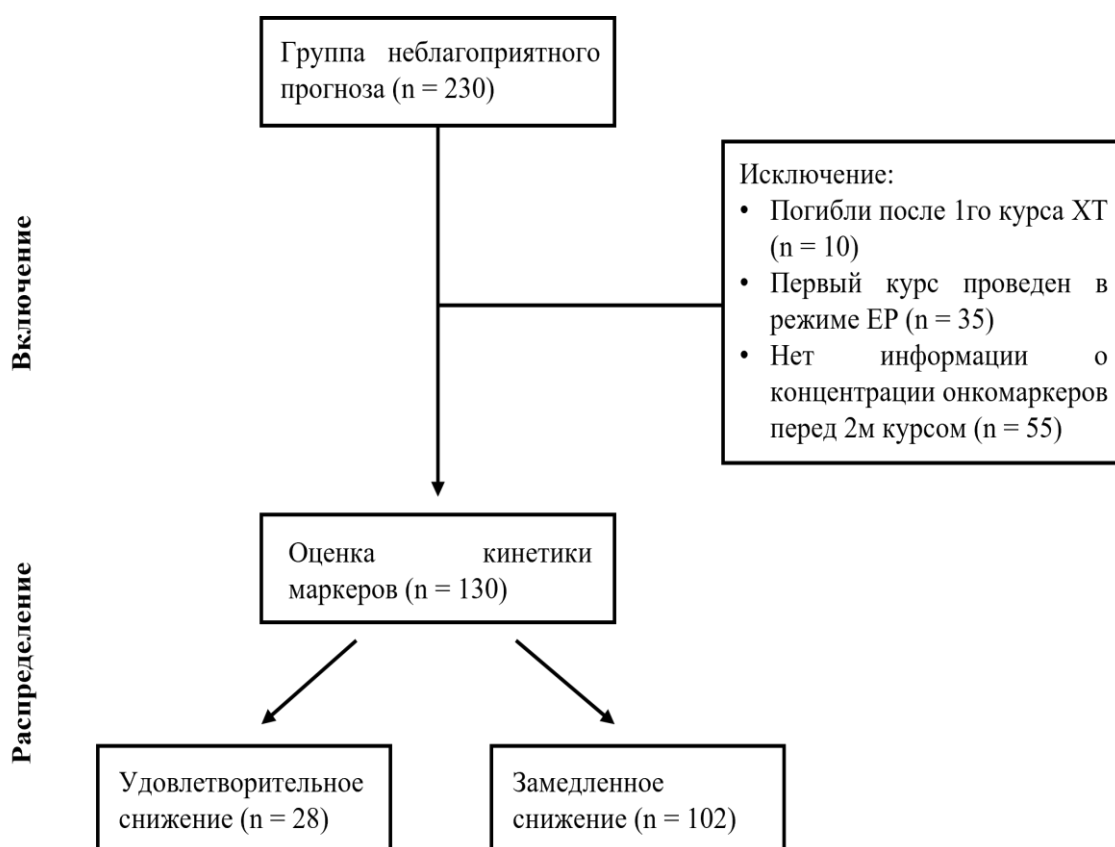 Группа неблагоприятного
прогноза (n = 230)
Включение
Исключение:
• Погибли после 1го курса ХТ
(n = 10)
• Первый курс проведен в
режиме EP (n = 35)
• Нет информации о
концентрации онкомаркеров
перед 2м курсом (n = 55)
Оценка кинетики
маркеров (n = 130)
Распределение
Удовлетворительное
снижение (n = 28)
Замедленное
снижение (n = 102)